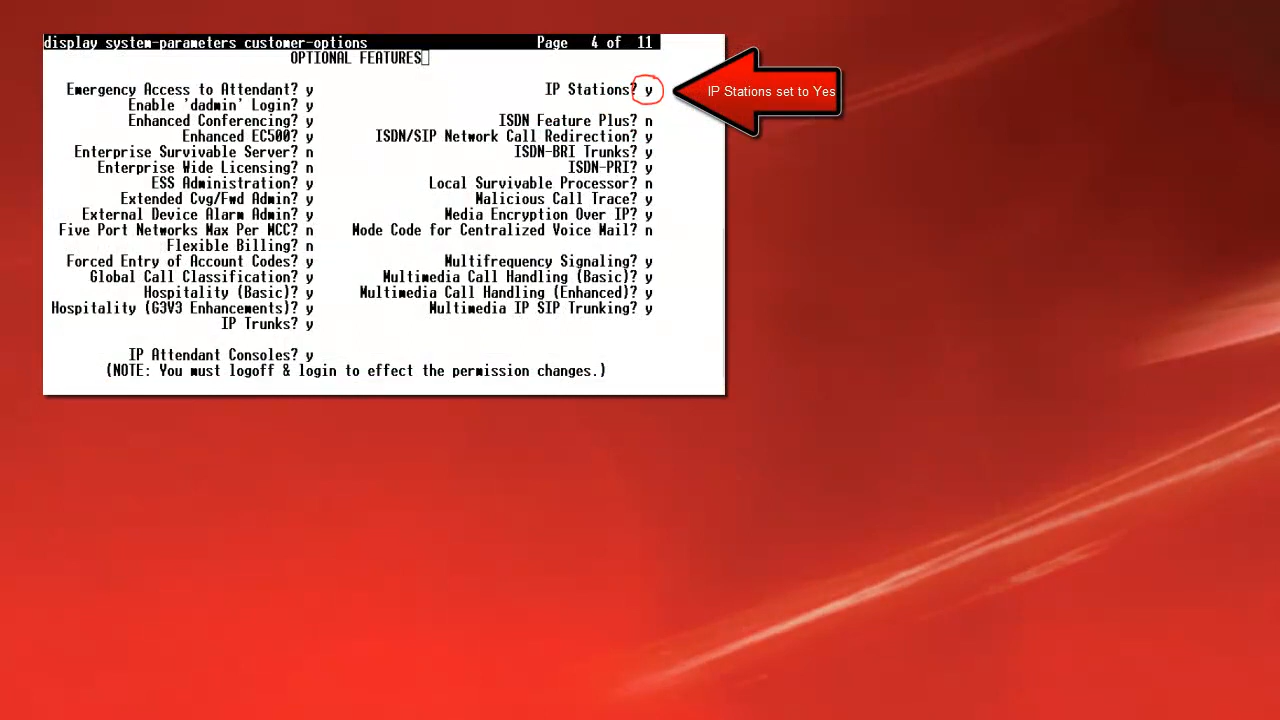 display system-parameters customer-options Page 4 of 11
OPTIONAL FEATURES
Emergency Access to Attendant? y IP Stations? y
IP Stations set to Yes
Enable 'dadmin' Login? y
Enhanced Conferencing? y ISDN Feature Plus? n
Enhanced EC500? y ISDN/SIP Network Call Redirection? y
Enterprise Survivable Server? n ISDN-BRI Trunks? y
Enterprise Wide Licensing? n ISDN-PRI? y
ESS Administration? y Local Survivable Processor? n
Extended Cvg/Fwd Admin? y Malicious Call Trace? y
External Device Alarm Admin? y Media Encryption Over IP? y
Five Port Networks Max Per MCC? n Mode Code for Centralized Voice Mail? n
Flexible Billing? n
Forced Entry of Account Codes? y Multifrequency Signaling? y
Global Call Classification? y Multimedia Call Handling (Basic)? y
Hospitality (Basic)? y Multimedia Call Handling (Enhanced)? y
Hospitality (G3V3 Enhancements)? y Multimedia IP SIP Trunking? y
IP Trunks? y
IP Attendant Consoles? y
(NOTE: You must logoff & login to effect the permission changes.)